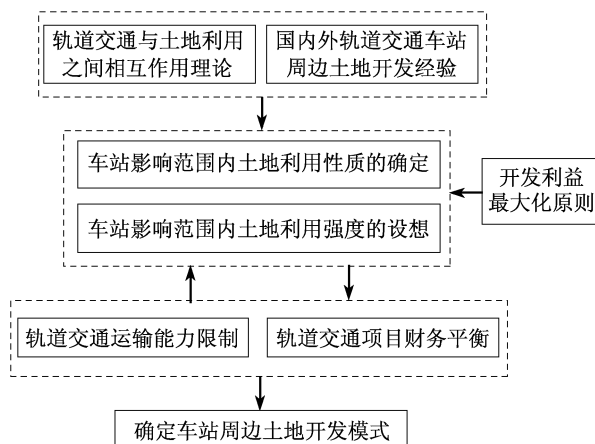 轨道交通与土地利用
之间相互作用理论
国内外轨道交通车站
周边土地开发经验
车站影响范围内土地利用性质的确定
车站影响范围内土地利用强度的设想
开发利益
最大化原则
轨道交通运输能力限制
轨道交通项目财务平衡
确定车站周边土地开发模式